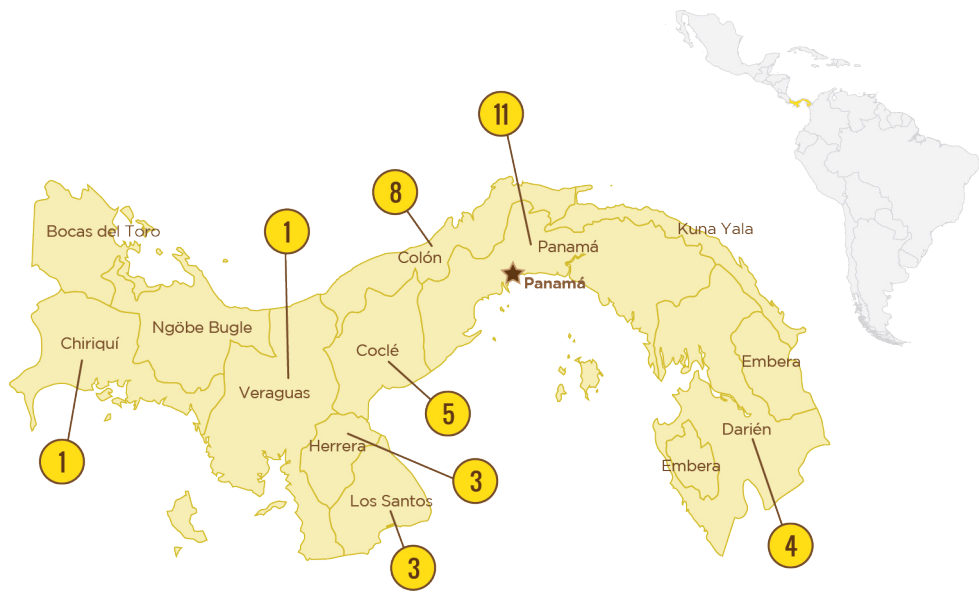 11
8
1
Bocas del Toro
Kuna Yala
Colón
Panamá
Panamá
Ngöbe Bugle
Chiriquí
Coclé
Embera
Veraguas
5
Darién
Herrera
1
Embera
3
Los Santos
4
3